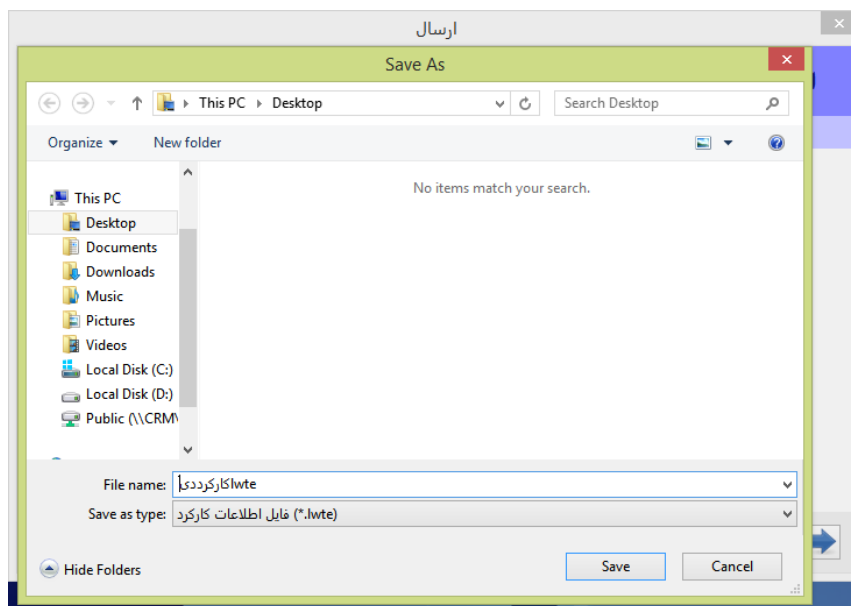 ارسال
Save As
This PC Desktop
Search Desktop
Organize
New folder
No items match your search.
This PC
Desktop
Documents
Downloads
Music
Pictures
Videos
Local Disk (C:)
Local Disk (D:)
Public (\\CRM\
File name: کارکرددیlwte
Save as type: فایل اطلاعات کارکرد (*.lwte)
Hide Folders
Save
Cancel